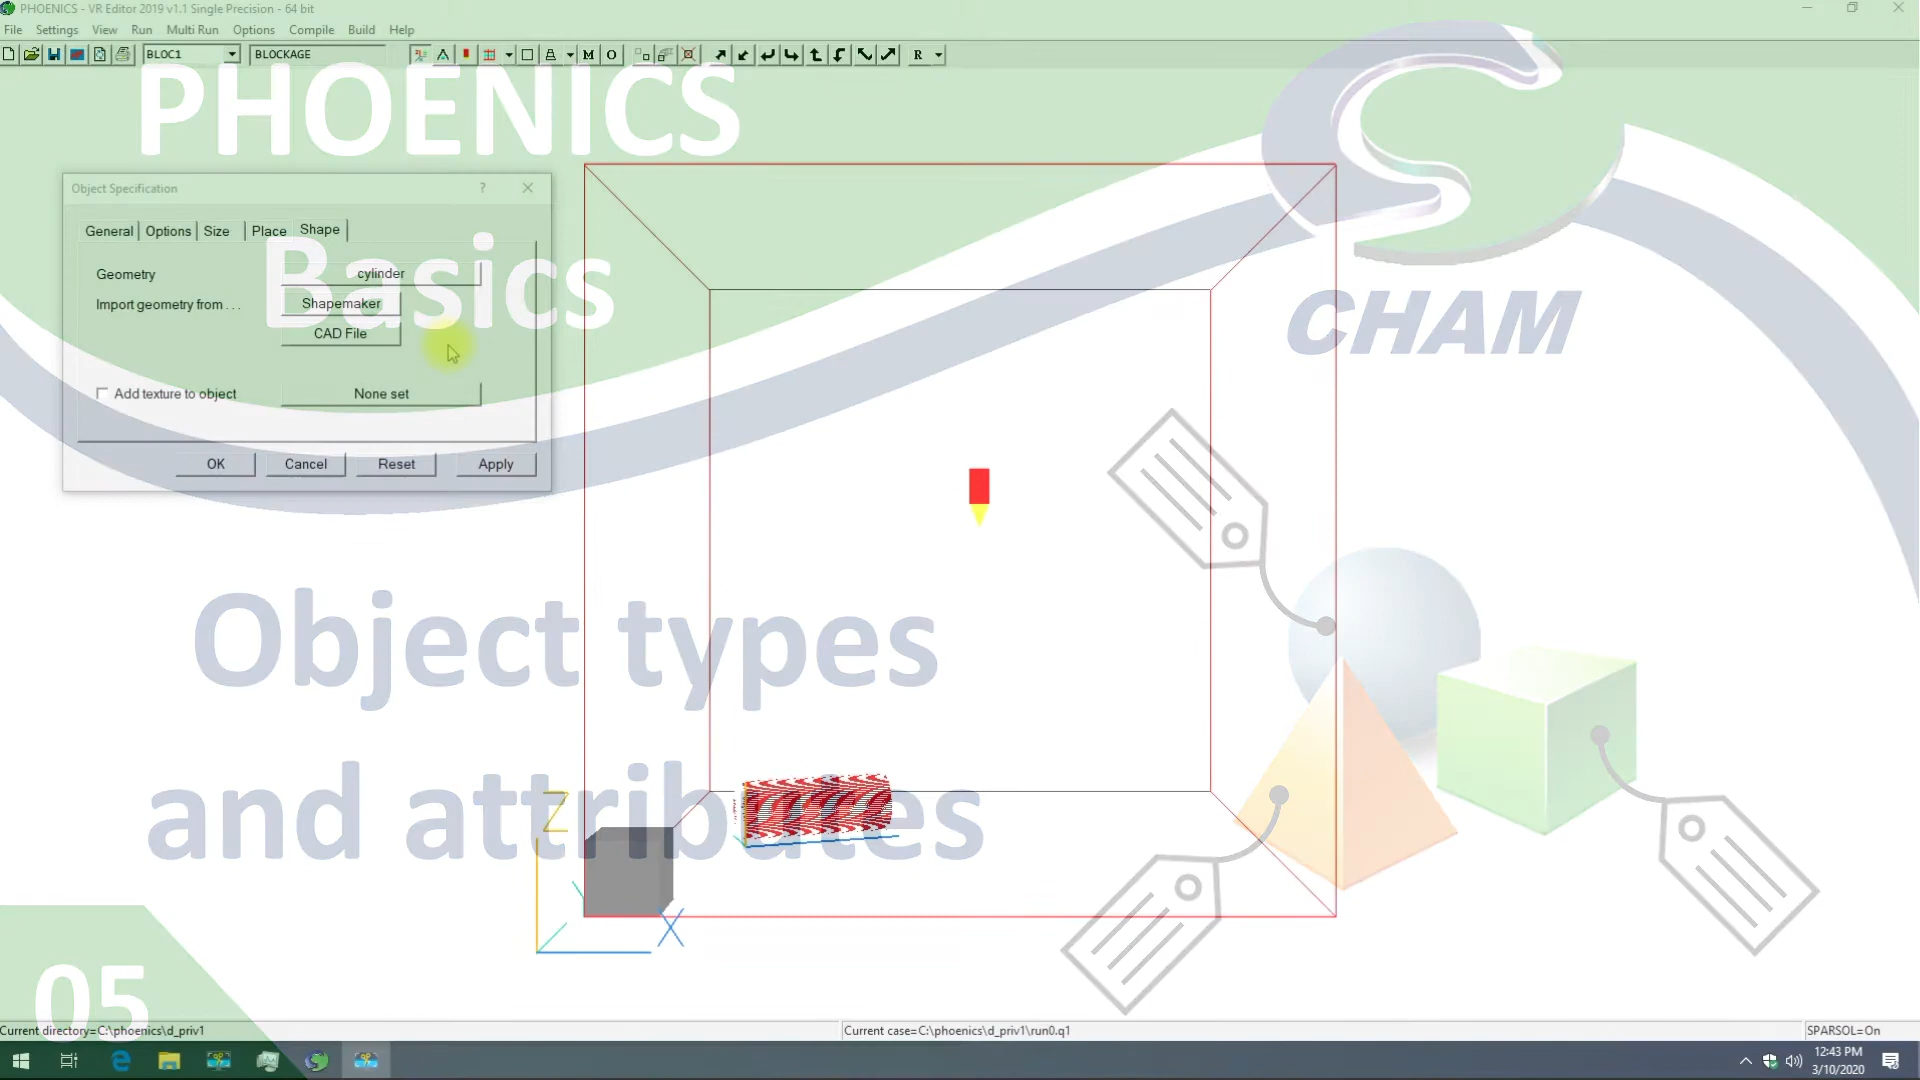 PHOENICS - VR Editor 2019 v1.1 Single Precision - 64 bit
File Settings View Run Multi Run Options Compile Build Help
BLOC1 BLOCKAGE M O R
PHOENICS
Basics
Object Specification ?
General Options Size Place Shape
Geometry cylinder
Import geometry from . . . Shapemaker
CAD File
Add texture to object None set
OK Cancel Reset Apply
CHAM
Object types
and attributes
Z
X
05
Current directory=C:\phoenics\d_priv1 Current case=C:\phoenics\d_priv1\run0.q1 SPARSOL=On
12:43 PM
3/10/2020